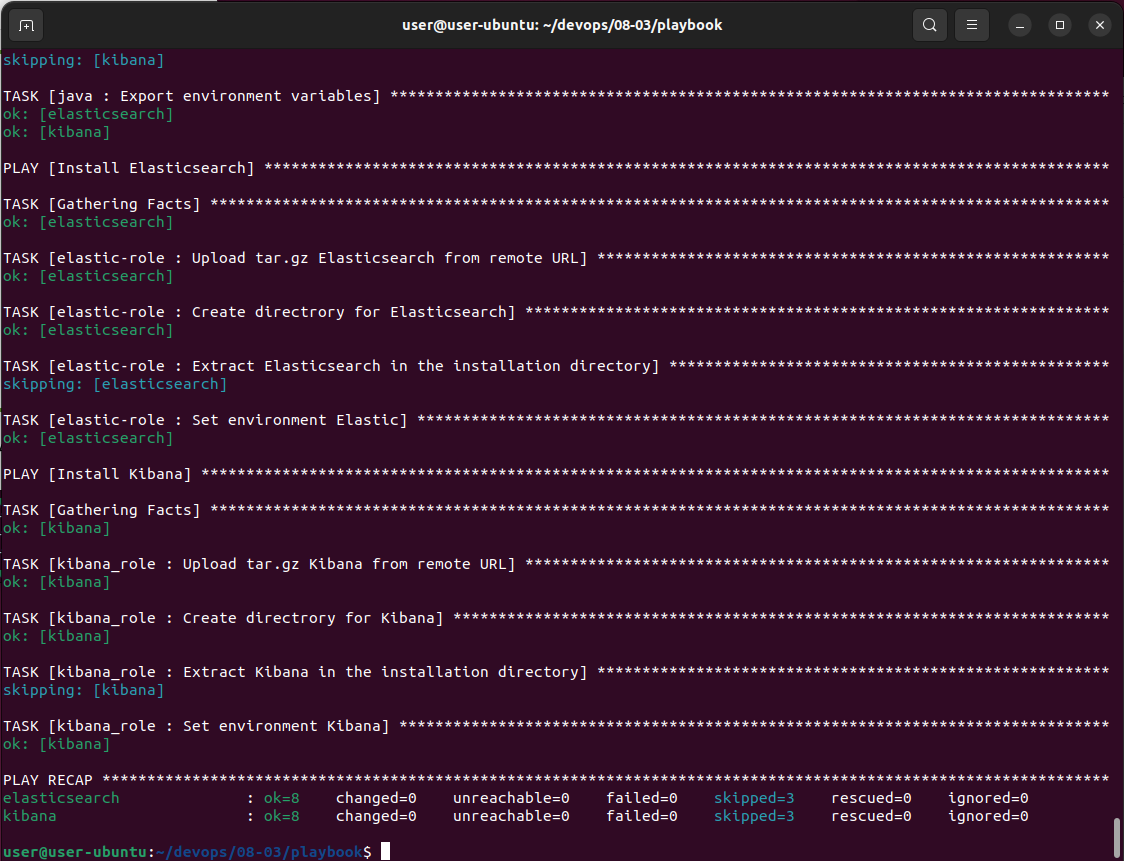 user@user-ubuntu: ~/devops/08-03/playbook
skipping: [kibana]
TASK [java : Export environment variables] ********************************************************************************
ok: [elasticsearch]
ok: [kibana]
PLAY [Install Elasticsearch] **********************************************************************************************
TASK [Gathering Facts] ****************************************************************************************************
ok: [elasticsearch]
TASK [elastic-role : Upload tar.gz Elasticsearch from remote URL] *********************************************************
ok: [elasticsearch]
TASK [elastic-role : Create directrory for Elasticsearch] *****************************************************************
ok: [elasticsearch]
TASK [elastic-role : Extract Elasticsearch in the installation directory] *************************************************
skipping: [elasticsearch]
TASK [elastic-role : Set environment Elastic] *****************************************************************************
ok: [elasticsearch]
PLAY [Install Kibana] *****************************************************************************************************
TASK [Gathering Facts] ****************************************************************************************************
ok: [kibana]
TASK [kibana_role : Upload tar.gz Kibana from remote URL] *****************************************************************
ok: [kibana]
TASK [kibana_role : Create directrory for Kibana] *************************************************************************
ok: [kibana]
TASK [kibana_role : Extract Kibana in the installation directory] *********************************************************
skipping: [kibana]
TASK [kibana_role : Set environment Kibana] *******************************************************************************
ok: [kibana]
PLAY RECAP ****************************************************************************************************************
elasticsearch              : ok=8    changed=0    unreachable=0    failed=0    skipped=3    rescued=0    ignored=0
kibana                     : ok=8    changed=0    unreachable=0    failed=0    skipped=3    rescued=0    ignored=0
user@user-ubuntu:~/devops/08-03/playbook$